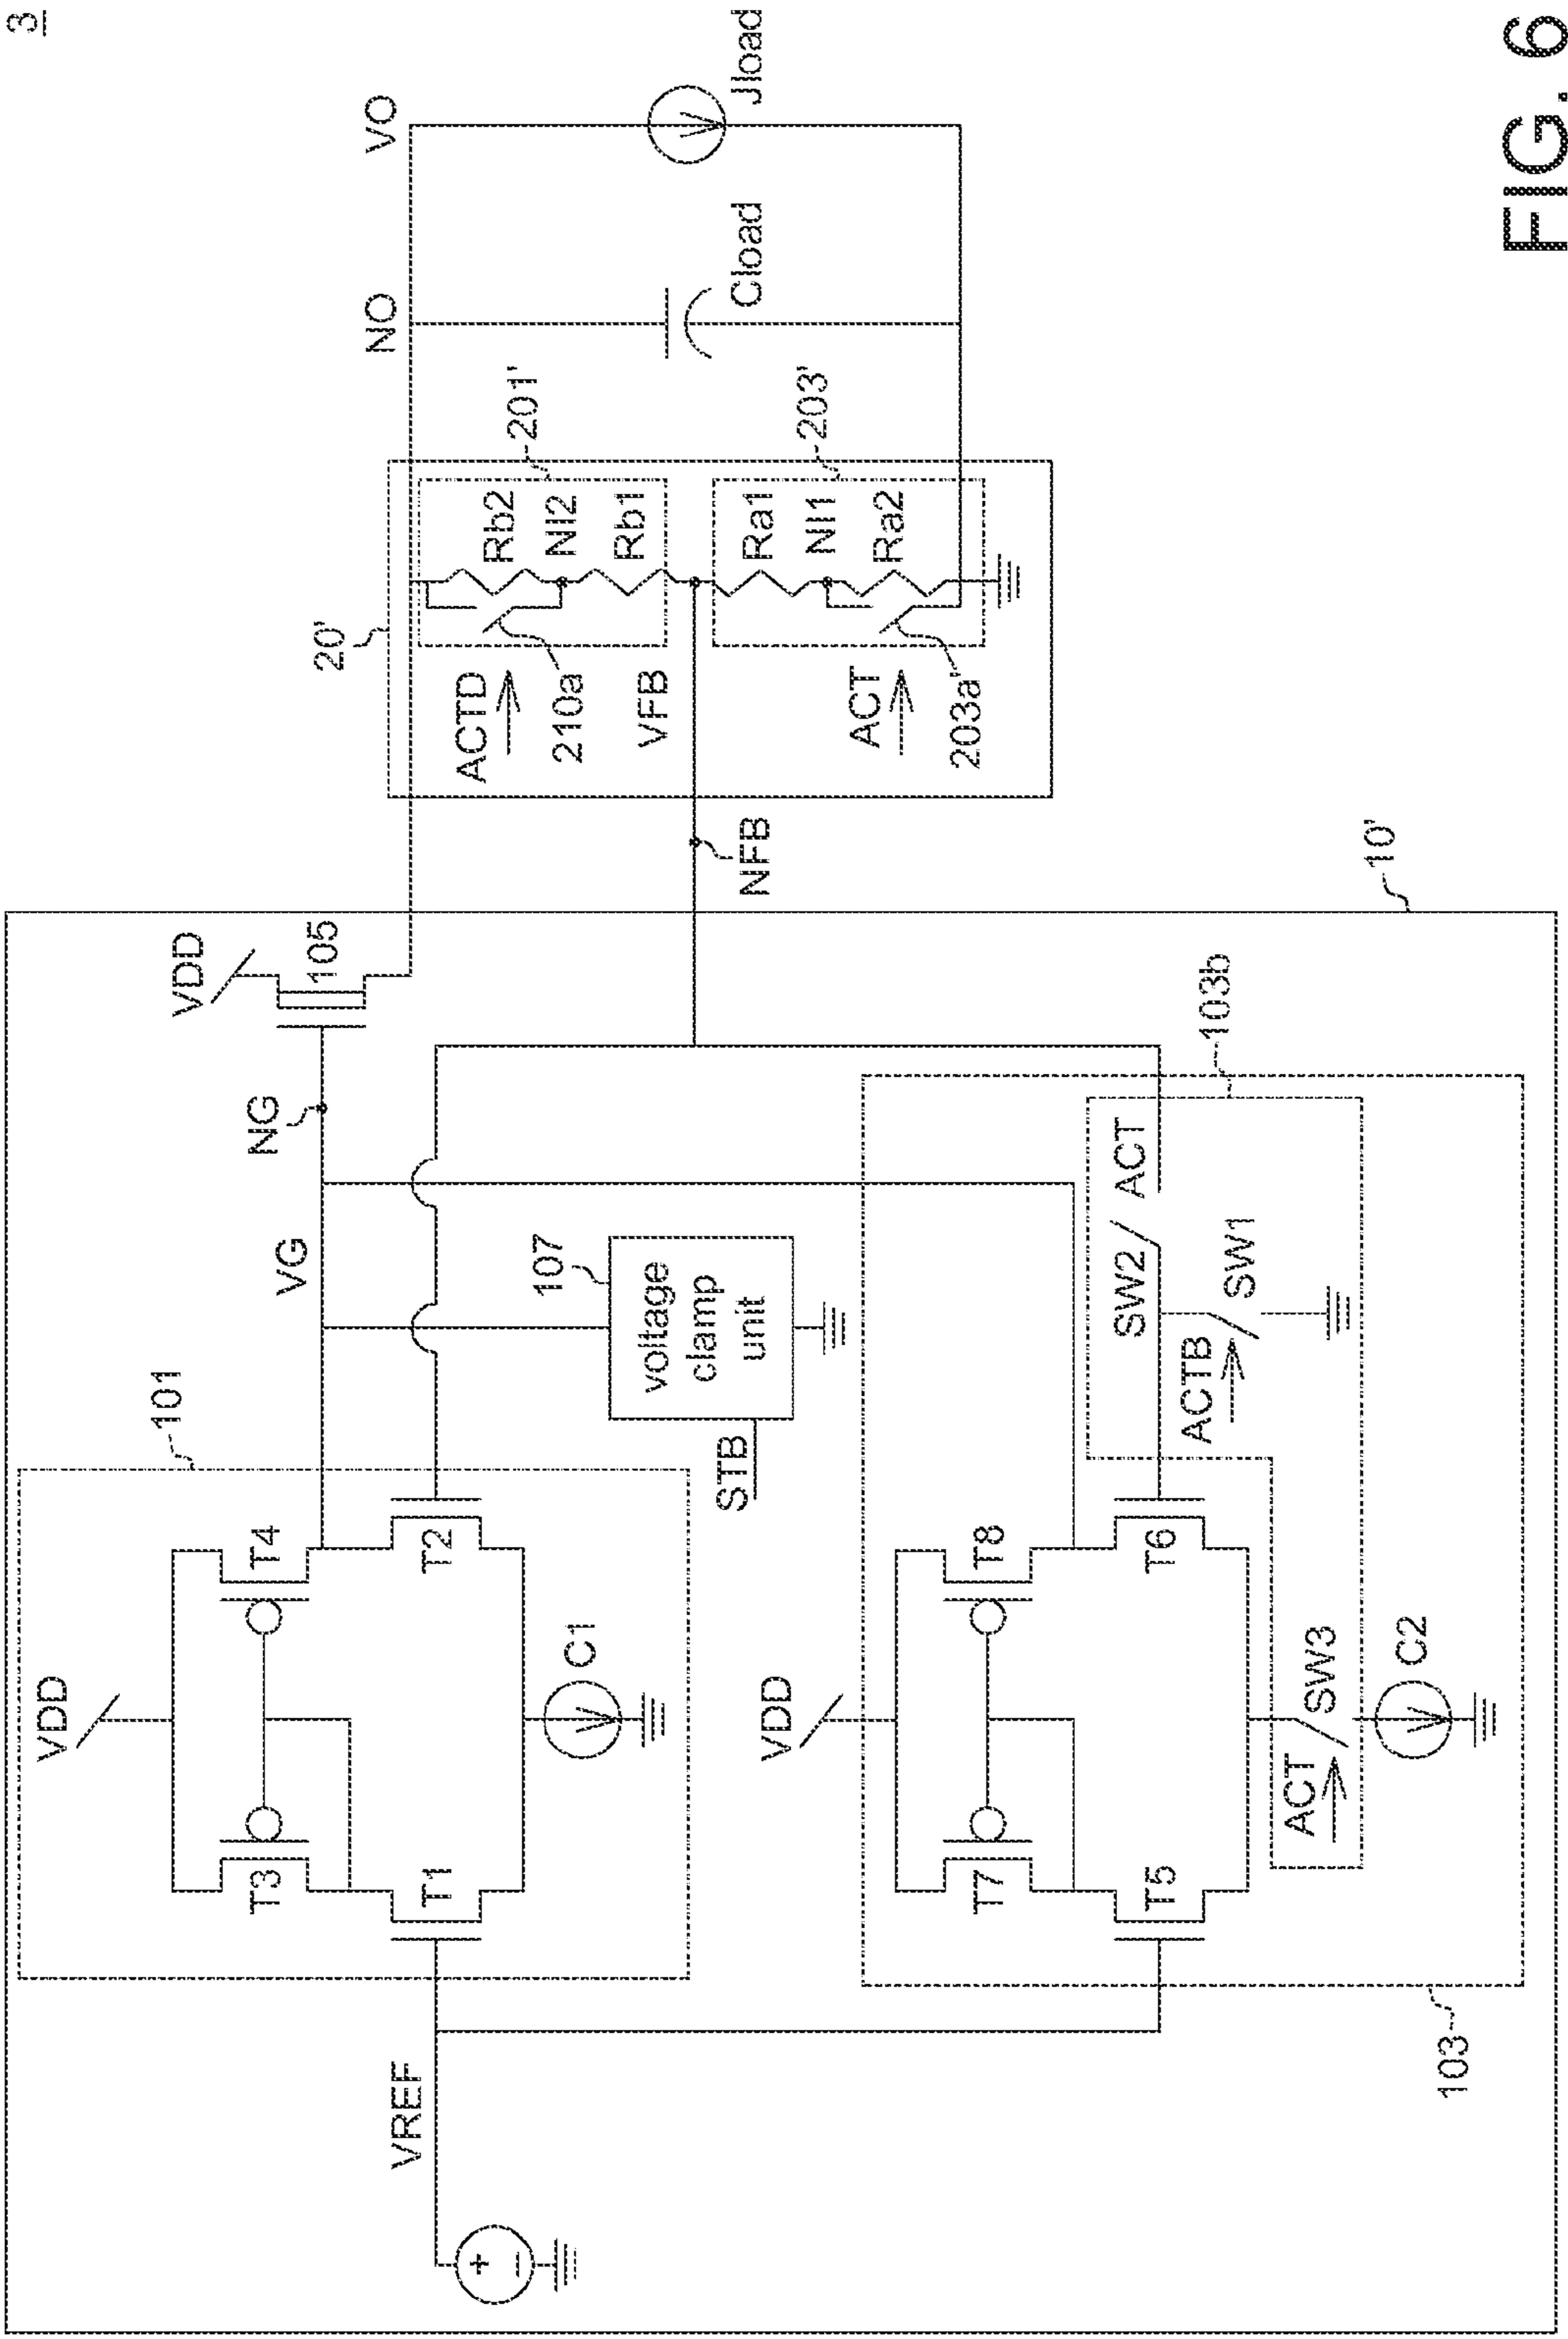 3
VDD
101
T3
T4
T1
T2
C1
VREF
VG
NG
VDD
105
107
voltage
clamp
unit
STB
VDD
T7
T8
T5
T6
ACT
SW3
C2
SW2
ACT
ACTB
SW1
103b
103
10'
NFB
20'
ACTD
210a
VFB
ACT
203a'
Rb2
NI2
Rb1
201'
Ra1
NI1
Ra2
203'
NO
VO
Cload
Jload
FIG. 6